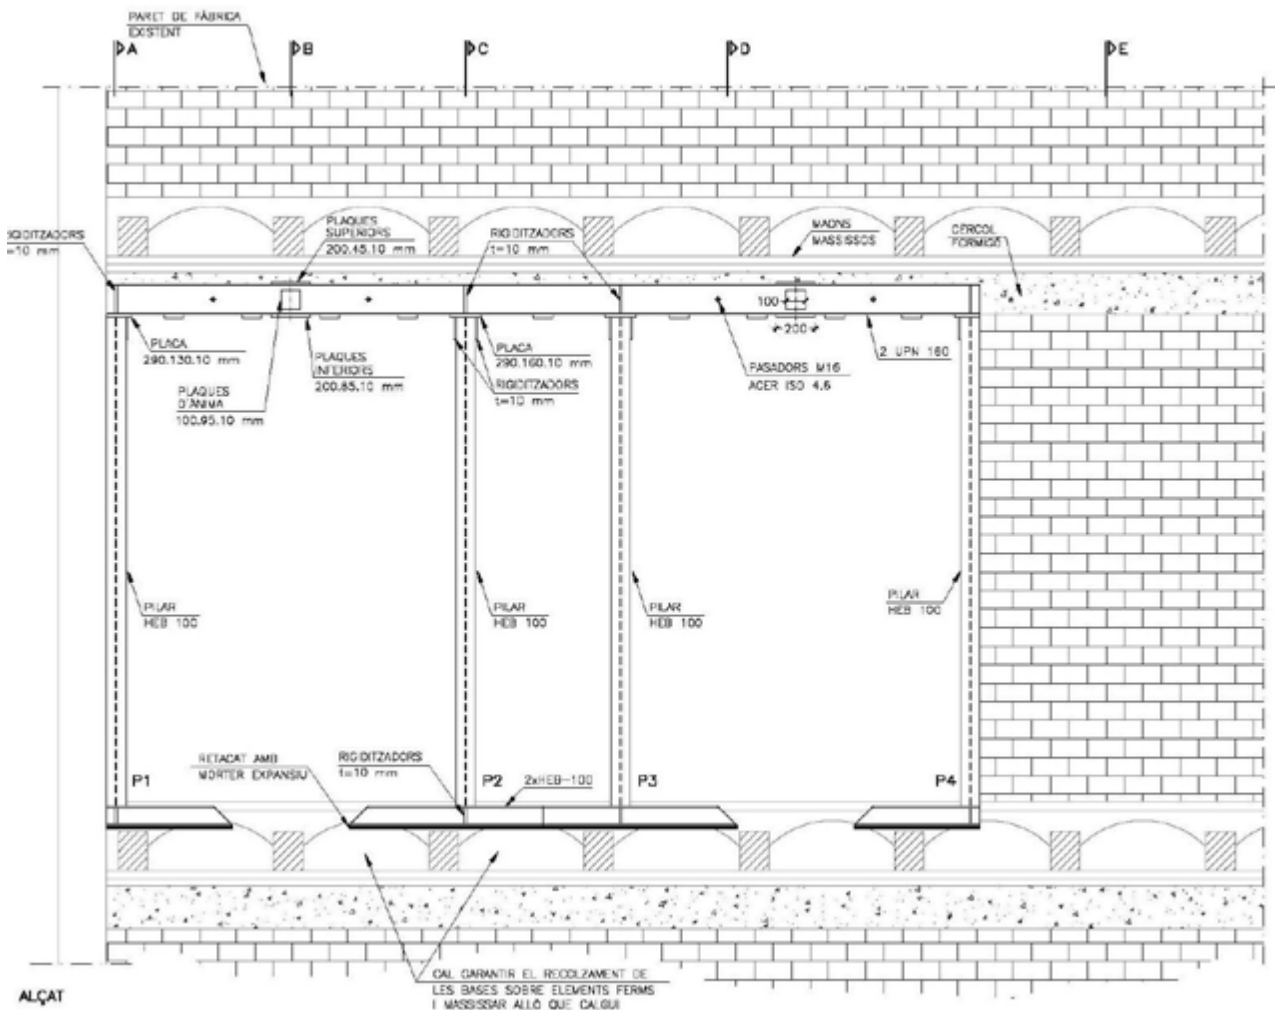 PARET DE FÀBRICA
EXISTENT
A
B
C
D
E
RIGIDITZADORS
t=10 mm
PLAQUES
SUPERIORS
200.45.10 mm
RIGIDITZADORS
t=10 mm
MAONS
MASSISSOS
CÈRCOL
FORMIGÓ
100
200
PLACA
290.130.10 mm
PLAQUES
INFERIORS
200.85.10 mm
PLAQUES
D'ÀNIMA
100.95.10 mm
PLACA
290.160.10 mm
RIGIDITZADORS
t=10 mm
PASADORS M16
ACER ISO 4.6
2 UPN 160
PILAR
HEB 100
PILAR
HEB 100
PILAR
HEB 100
PILAR
HEB 100
RETACAT AMB
MORTER EXPANSIU
RIGIDITZADORS
t=10 mm
2xHEB-100
P1
P2
P3
P4
CAL GARANTIR EL RECOLZAMENT DE
LES BASES SOBRE ELEMENTS FERMS
I MASSISSAR ALLÒ QUE CALGUI
ALÇAT